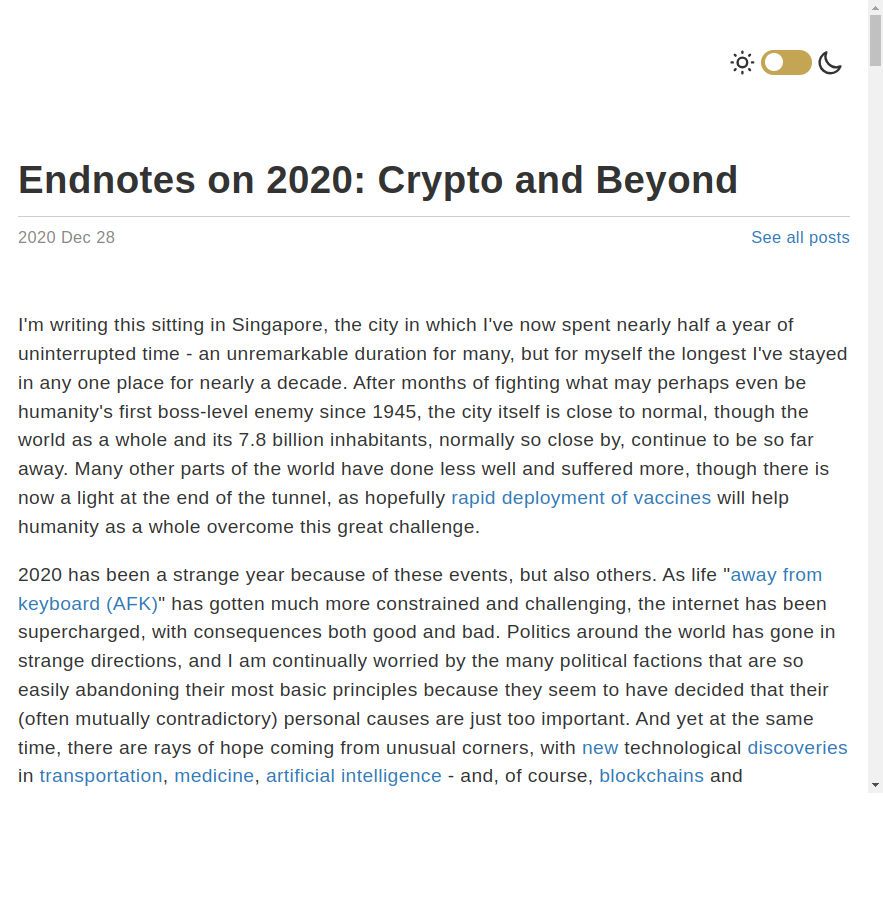 Endnotes on 2020: Crypto and Beyond
2020 Dec 28
See all posts
I'm writing this sitting in Singapore, the city in which I've now spent nearly half a year of
uninterrupted time - an unremarkable duration for many, but for myself the longest I've stayed
in any one place for nearly a decade. After months of fighting what may perhaps even be
humanity's first boss-level enemy since 1945, the city itself is close to normal, though the
world as a whole and its 7.8 billion inhabitants, normally so close by, continue to be so far
away. Many other parts of the world have done less well and suffered more, though there is
now a light at the end of the tunnel, as hopefully rapid deployment of vaccines will help
humanity as a whole overcome this great challenge.
2020 has been a strange year because of these events, but also others. As life "away from
keyboard (AFK)" has gotten much more constrained and challenging, the internet has been
supercharged, with consequences both good and bad. Politics around the world has gone in
strange directions, and I am continually worried by the many political factions that are so
easily abandoning their most basic principles because they seem to have decided that their
(often mutually contradictory) personal causes are just too important. And yet at the same
time, there are rays of hope coming from unusual corners, with new technological discoveries
in transportation, medicine, artificial intelligence - and, of course, blockchains and